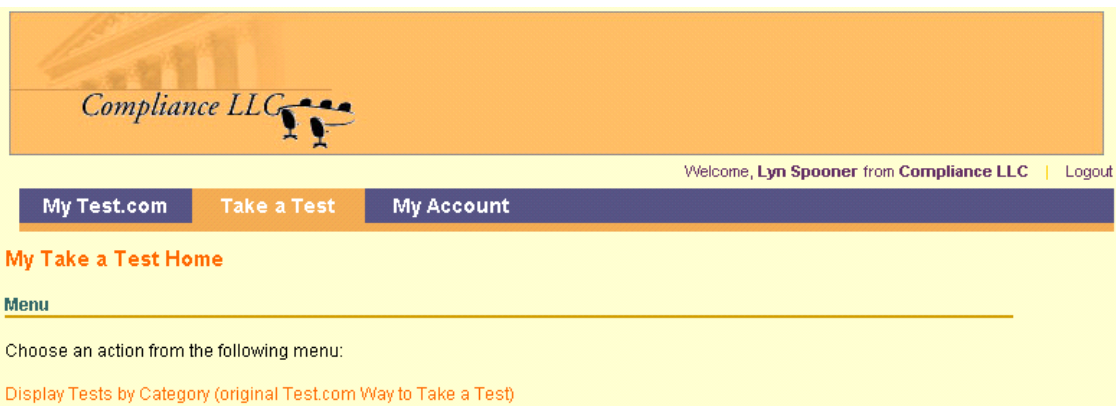 Compliance LLC
Welcome, Lyn Spooner from Compliance LLC | Logout
My Test.com Take a Test My Account
My Take a Test Home
Menu
Choose an action from the following menu:
Display Tests by Category (original Test.com Way to Take a Test)